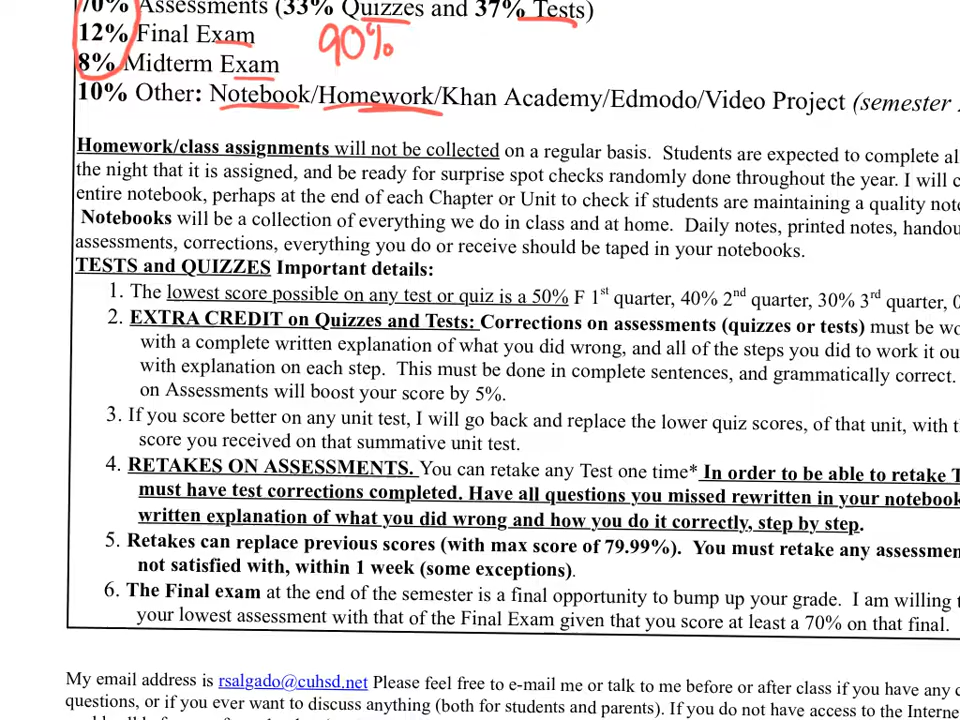 70% Assessments (33% Quizzes and 37% Tests)
12% Final Exam
90%
8% Midterm Exam
10% Other: Notebook/Homework/Khan Academy/Edmodo/Video Project (semester
Homework/class assignments will not be collected on a regular basis. Students are expected to complete al
the night that it is assigned, and be ready for surprise spot checks randomly done throughout the year. I will c
entire notebook, perhaps at the end of each Chapter or Unit to check if students are maintaining a quality note
Notebooks will be a collection of everything we do in class and at home. Daily notes, printed notes, handou
assessments, corrections, everything you do or receive should be taped in your notebooks.
TESTS and QUIZZES Important details:
1. The lowest score possible on any test or quiz is a 50% F 1st quarter, 40% 2nd quarter, 30% 3rd quarter, 0
2. EXTRA CREDIT on Quizzes and Tests: Corrections on assessments (quizzes or tests) must be wo
with a complete written explanation of what you did wrong, and all of the steps you did to work it ou
with explanation on each step. This must be done in complete sentences, and grammatically correct.
on Assessments will boost your score by 5%.
3. If you score better on any unit test, I will go back and replace the lower quiz scores, of that unit, with th
score you received on that summative unit test.
4. RETAKES ON ASSESSMENTS. You can retake any Test one time* In order to be able to retake T
must have test corrections completed. Have all questions you missed rewritten in your notebook
written explanation of what you did wrong and how you do it correctly, step by step.
5. Retakes can replace previous scores (with max score of 79.99%). You must retake any assessmen
not satisfied with, within 1 week (some exceptions).
6. The Final exam at the end of the semester is a final opportunity to bump up your grade. I am willing t
your lowest assessment with that of the Final Exam given that you score at least a 70% on that final.
My email address is rsalgado@cuhsd.net Please feel free to e-mail me or talk to me before or after class if you have any c
questions, or if you ever want to discuss anything (both for students and parents). If you do not have access to the Internet